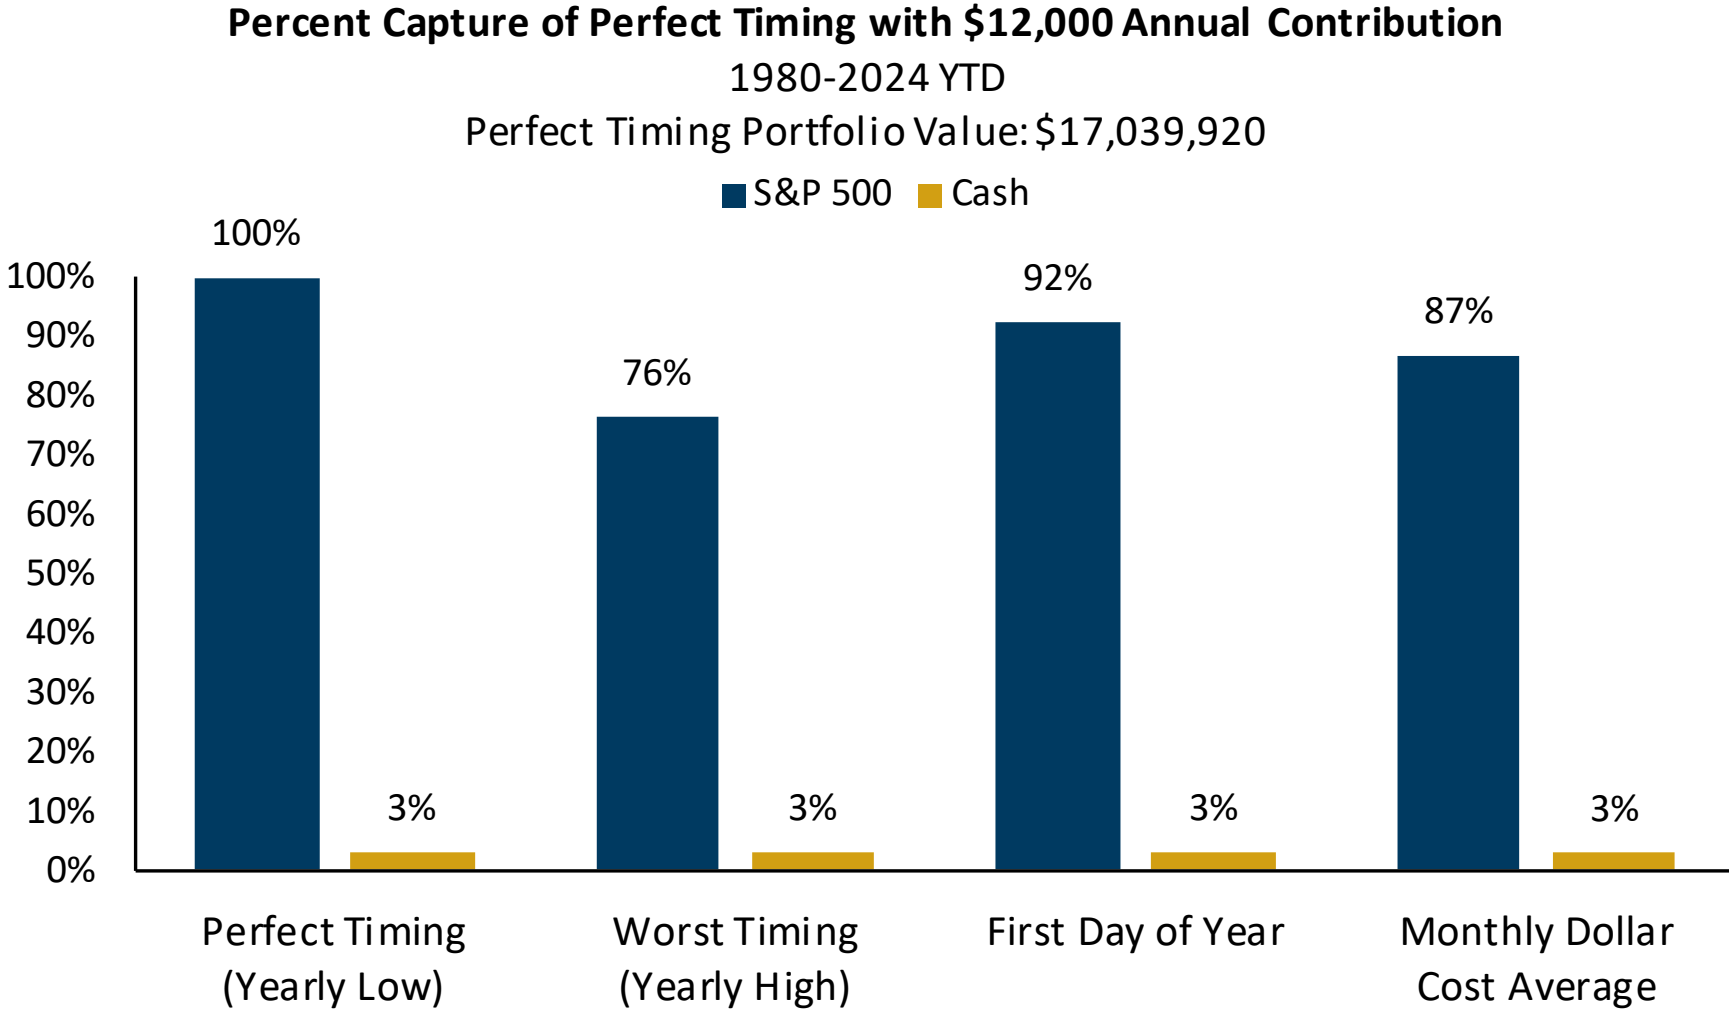 Percent Capture of Perfect Timing with $12,000 Annual Contribution
1980-2024 YTD
Perfect Timing Portfolio Value: $17,039,920
S&P 500 Cash
100%
90%
80%
70%
60%
50%
40%
30%
20%
10%
0%
100%
3%
76%
3%
92%
3%
87%
3%
Perfect Timing
(Yearly Low)
Worst Timing
(Yearly High)
First Day of Year
Monthly Dollar
Cost Average